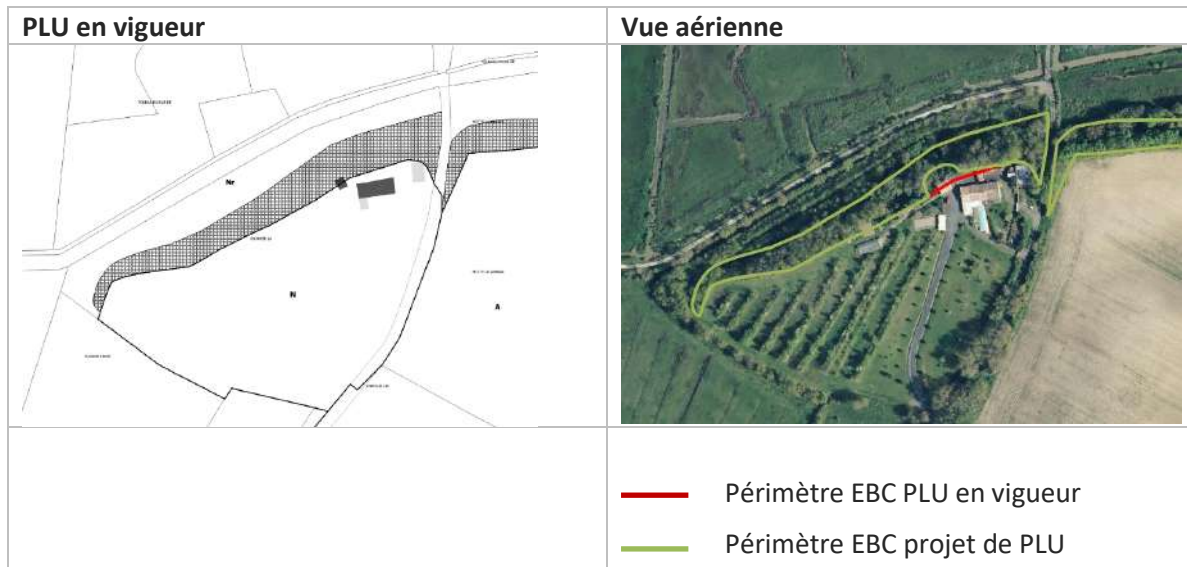 PLU en vigueur
Vue aérienne
Nr
N
A
Périmètre EBC PLU en vigueur
Périmètre EBC projet de PLU